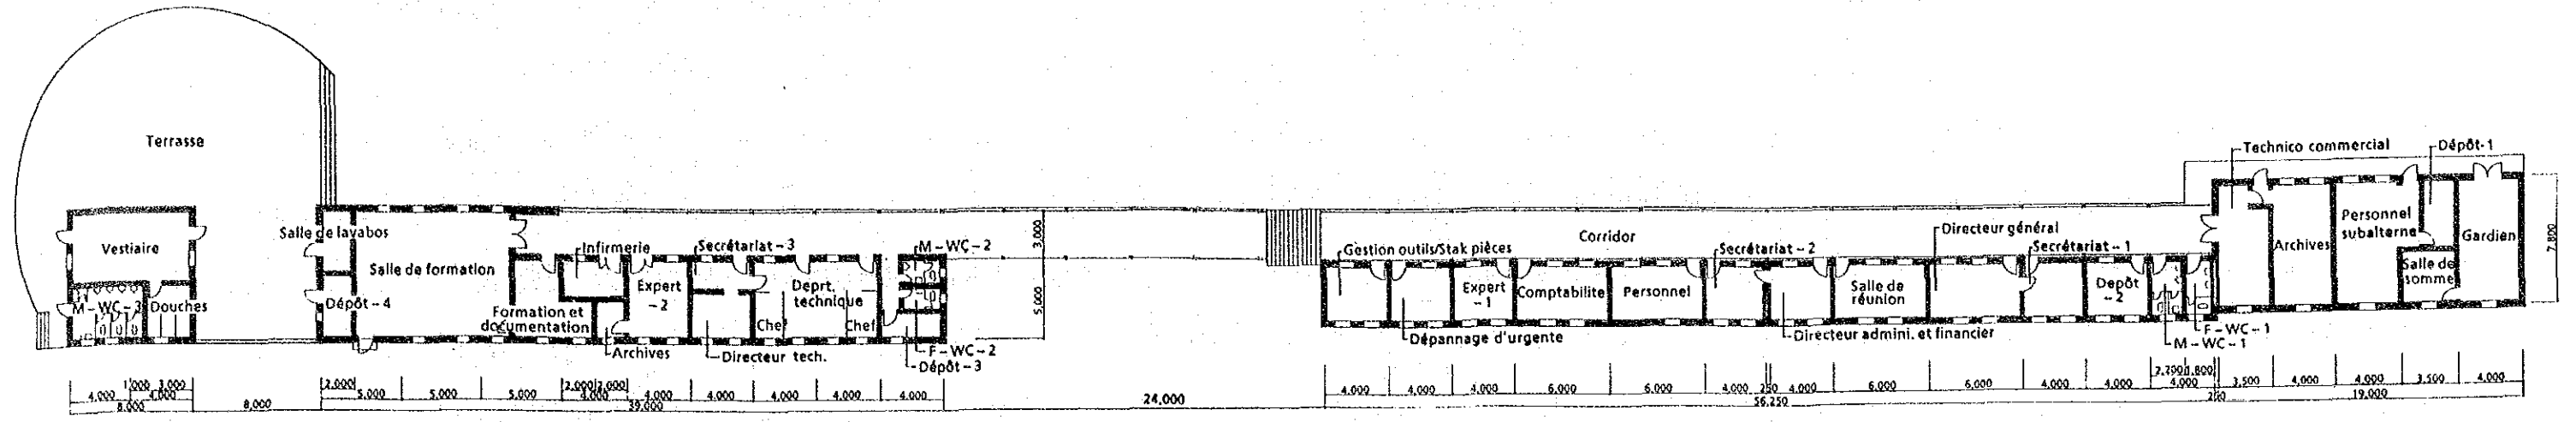 Terrasse
Vestiaire
M-WC-3
Douches
Salle de lavabos
Dépôt-4
Salle de formation
Formation et
documentation
Infirmerie
Archives
Expert
-2
Secrétariat-3
Directeur tech.
Deprt.
technique
Chef
Chef
M-WC-2
F-WC-2
Dépôt-3
3,000
5,000
Gestion outils/Stak pièces
Dépannage d'urgente
Expert
-1
Comptabilite
Corridor
Personnel
Secrétariat-2
Directeur admini. et financier
Salle de
réunion
Directeur général
Secrétariat-1
Depôt
-2
F-WC-1
M-WC-1
Technico commercial
Archives
Personnel
subalterne
Dépôt-1
Salle de
somme
Gardien
7,800
1,000 3,000
4,000 4,000
8,000
8,000
2,000
5,000 5,000 5,000
2,000 2,000
4,000 4,000 4,000 4,000 4,000 4,000
39,000
24,000
4,000 4,000 4,000 6,000 6,000 4,000 250 4,000 6,000 6,000 4,000 4,000
2,200 1,800
4,000
56,250
250
3,500 4,000 4,000 3,500 4,000
19,000